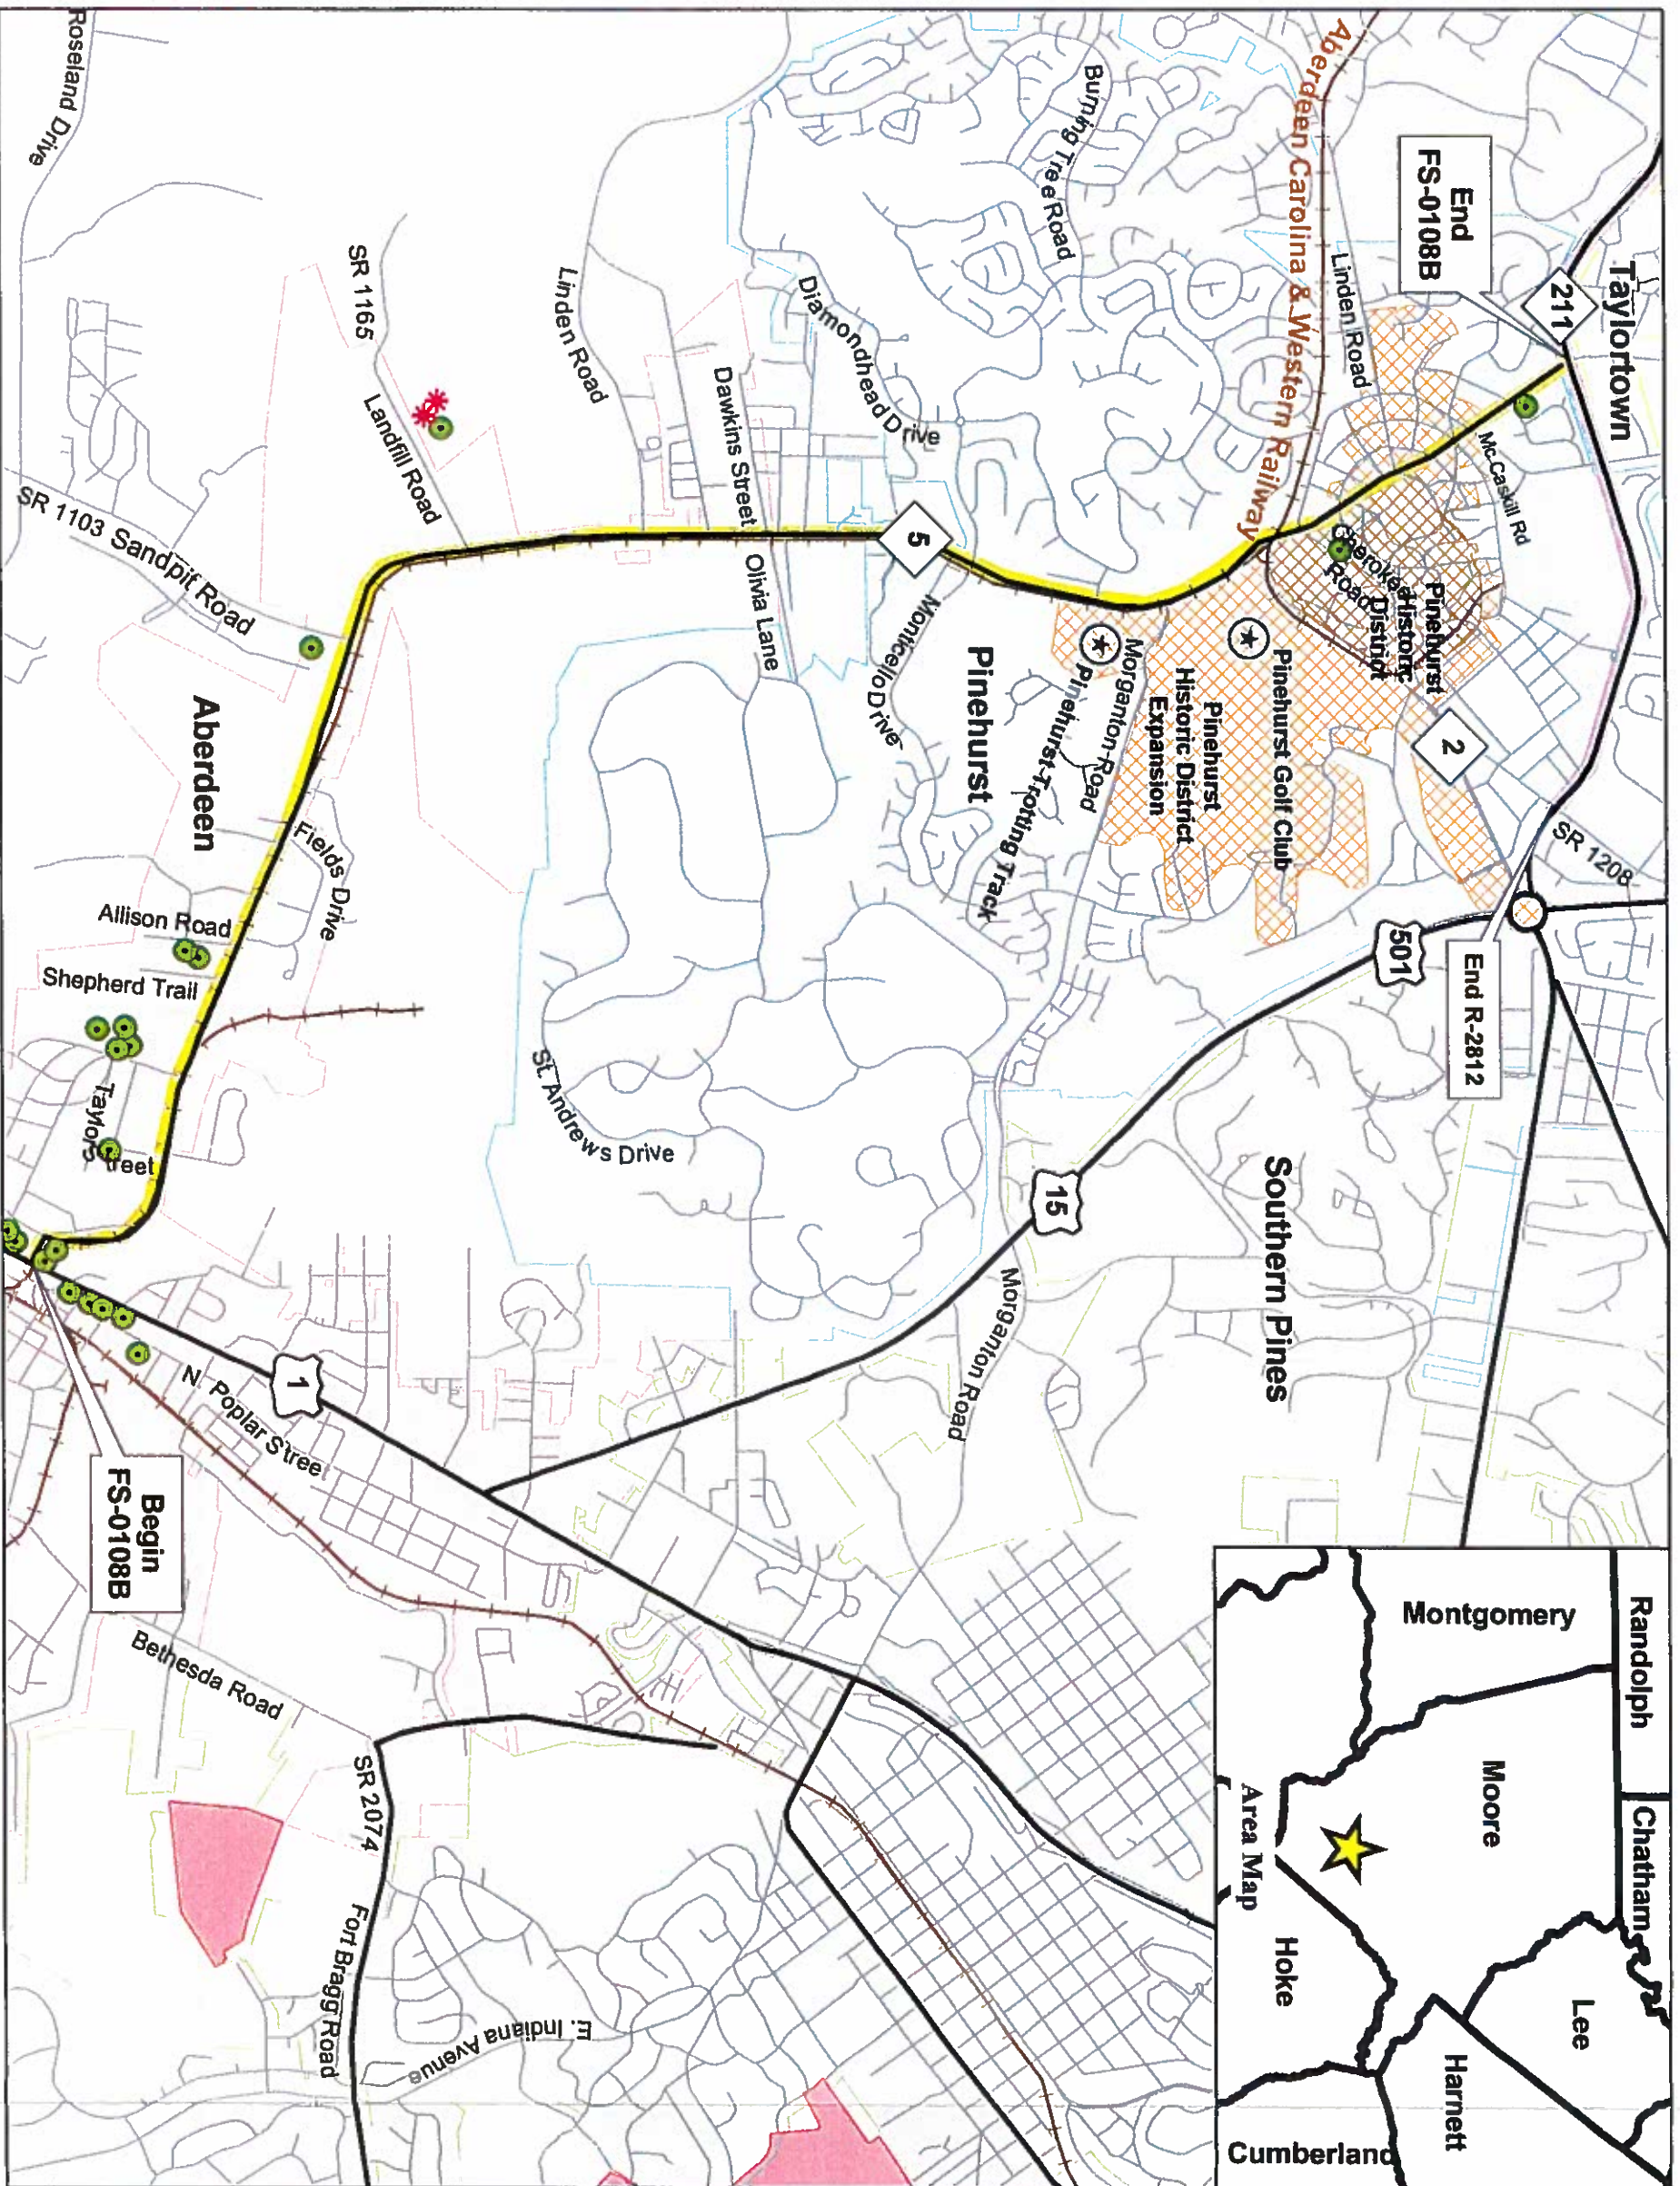 Taylortown
211
End
FS-0108B
Aberdeen Carolina & Western Railway
Linden Road
McCaskill Rd
Burning Tree Road
Cherokee
Road
Pinehurst
Historic
District
2
SR 1208
End R-2812
501
Pinehurst Golf Club
Pinehurst
Historic District
Expansion
Morganton Road
Pinehurst Trotting Track
Pinehurst
Diamondhead Drive
5
Monticello Drive
Dawkins Street
Olivia Lane
Linden Road
SR 1165
Landfill Road
Roseland Drive
SR 1103 Sandpit Road
Aberdeen
Fields Drive
Allison Road
Shepherd Trail
Taylor Street
St. Andrews Drive
15
Southern Pines
Morganton Road
1
N. Poplar Street
Begin
FS-0108B
Bethesda Road
SR 2074
Fort Bragg Road
E. Indiana Avenue
Randolph
Chatham
Montgomery
Moore
Lee
Harnett
Hoke
Cumberland
Area Map